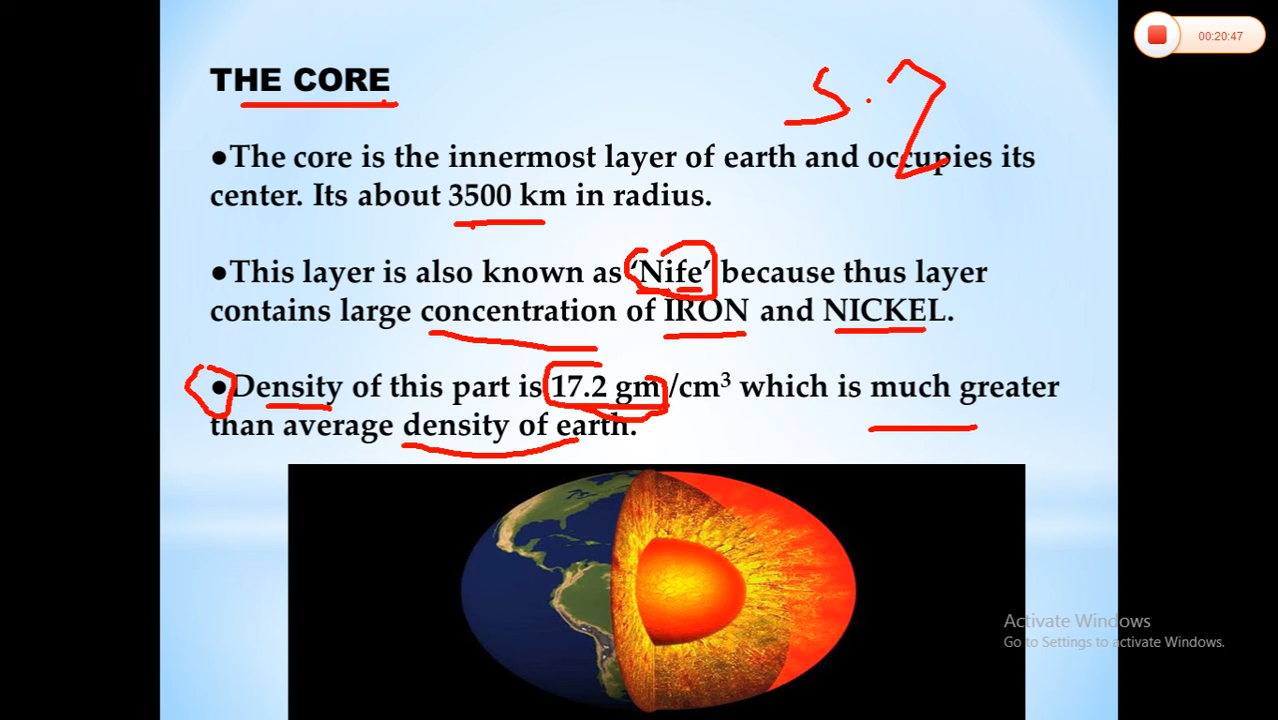 00:20:47
THE CORE
5.7
●The core is the innermost layer of earth and occupies its
center. Its about 3500 km in radius.
●This layer is also known as ‘Nife’ because thus layer
contains large concentration of IRON and NICKEL.
●Density of this part is 17.2 gm/cm³ which is much greater
than average density of earth.
Activate Windows
Go to Settings to activate Windows.